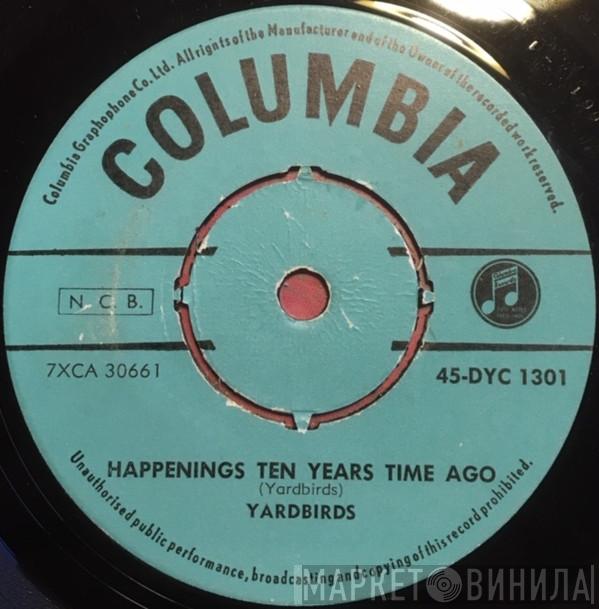 Columbia Graphophone Co. Ltd. All rights of the Manufacturer and of the Owner of the recorded work reserved.
COLUMBIA
N. C. B.
7XCA 30661
45-DYC 1301
HAPPENINGS TEN YEARS TIME AGO
(Yardbirds)
YARDBIRDS
Unauthorised public performance, broadcasting and copying of this record prohibited.
МАРКЕТ ВИНИЛА